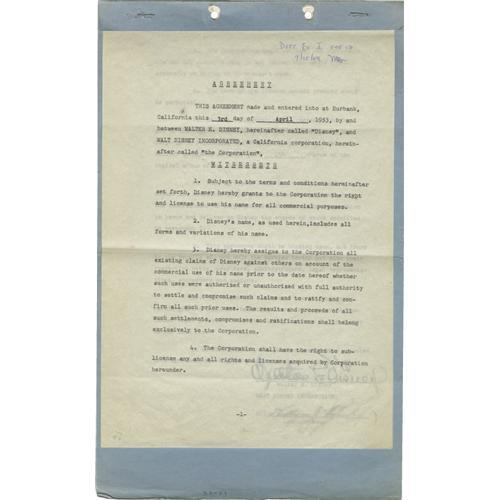 Deft. Ex. I
A G R E E M E N T
THIS AGREEMENT made and entered into at Burbank,
California this 3rd day of April, 1953, by and
between WALTER E. DISNEY, hereinafter called "Disney", and
WALT DISNEY INCORPORATED, a California corporation, herein-
after called "the Corporation",
W I T N E S S E T H
1. Subject to the terms and conditions hereinafter
set forth, Disney hereby grants to the Corporation the right
and license to use his name for all commercial purposes.
2. Disney's name, as used herein, includes all
forms and variations of his name.
3. Disney hereby assigns to the Corporation all
existing claims of Disney against others on account of the
commercial use of his name prior to the date hereof whether
such uses were authorized or unauthorized with full authority
to settle and compromise such claims and to ratify and con-
firm all such prior uses. The results and proceeds of all
such settlements, compromises and ratifications shall belong
exclusively to the Corporation.
4. The Corporation shall have the right to sub-
license any and all rights and licenses acquired by Corporation
hereunder.
-1-